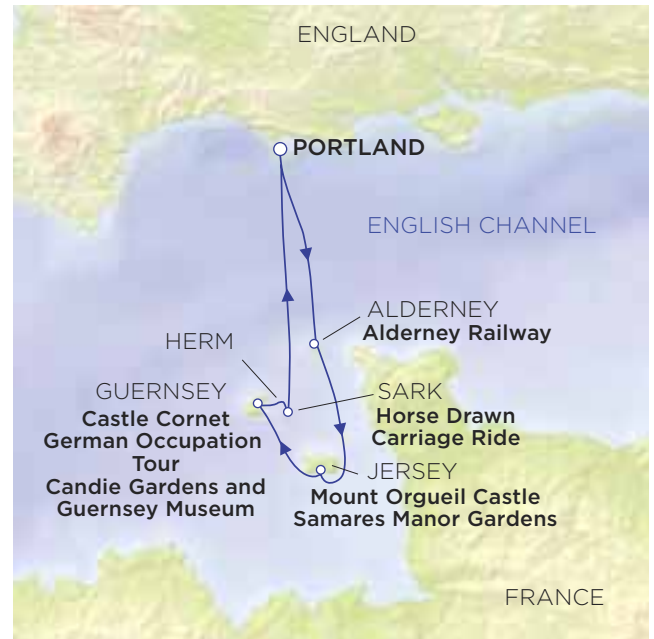 ENGLAND
PORTLAND
ENGLISH CHANNEL
ALDERNEY
Alderney Railway
HERM
GUERNSEY
Castle Cornet
German Occupation
Tour
Candie Gardens and
Guernsey Museum
SARK
Horse Drawn
Carriage Ride
JERSEY
Mount Orgueil Castle
Samares Manor Gardens
FRANCE